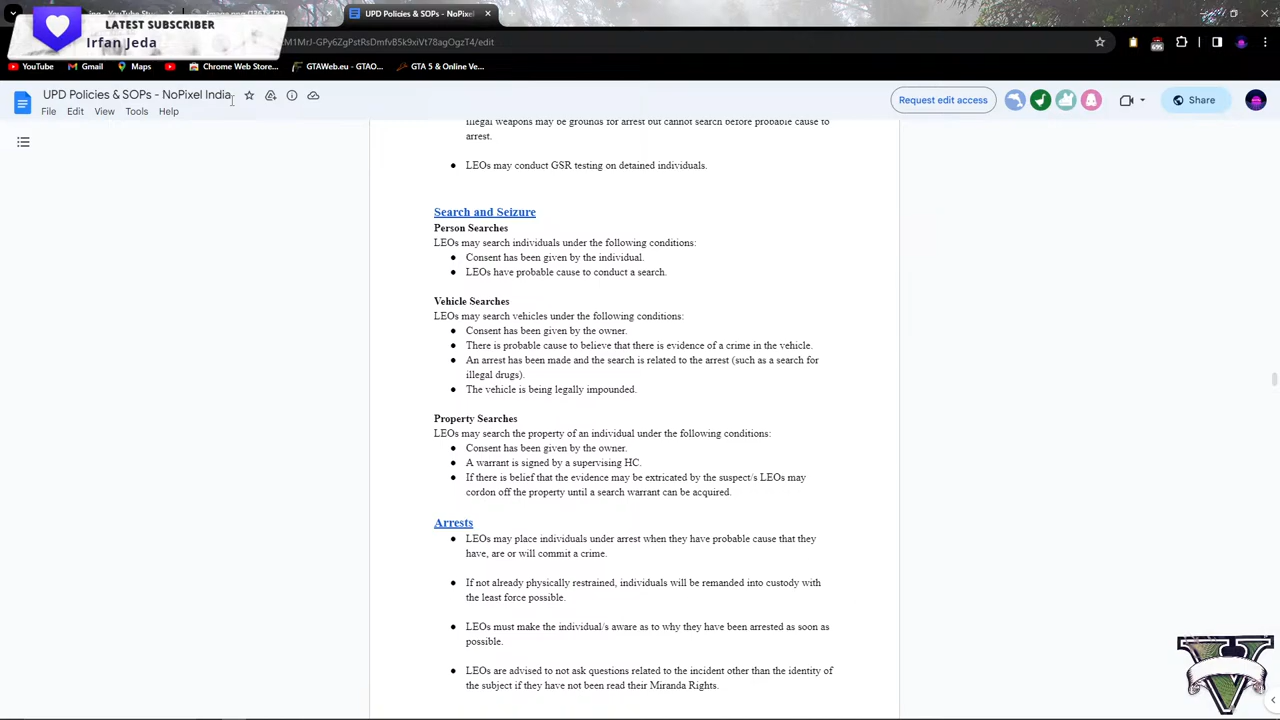 UPD Policies & SOPs - NoPixel
LATEST SUBSCRIBER
Irfan Jeda
M1MrJ-GPy6ZgPstRsDmfvB5k9xiVt78agOgzT4/edit
695
YouTube
Gmail
Maps
Chrome Web Store...
GTAWeb.eu - GTAO...
GTA 5 & Online Ve...
UPD Policies & SOPs - NoPixel India
File Edit View Tools Help
Request edit access
Share
illegal weapons may be grounds for arrest but cannot search before probable cause to
arrest.
● LEOs may conduct GSR testing on detained individuals.
Search and Seizure
Person Searches
LEOs may search individuals under the following conditions:
● Consent has been given by the individual.
● LEOs have probable cause to conduct a search.
Vehicle Searches
LEOs may search vehicles under the following conditions:
● Consent has been given by the owner.
● There is probable cause to believe that there is evidence of a crime in the vehicle.
● An arrest has been made and the search is related to the arrest (such as a search for
illegal drugs).
● The vehicle is being legally impounded.
Property Searches
LEOs may search the property of an individual under the following conditions:
● Consent has been given by the owner.
● A warrant is signed by a supervising HC.
● If there is belief that the evidence may be extricated by the suspect/s LEOs may
cordon off the property until a search warrant can be acquired.
Arrests
● LEOs may place individuals under arrest when they have probable cause that they
have, are or will commit a crime.
● If not already physically restrained, individuals will be remanded into custody with
the least force possible.
● LEOs must make the individual/s aware as to why they have been arrested as soon as
possible.
● LEOs are advised to not ask questions related to the incident other than the identity of
the subject if they have not been read their Miranda Rights.